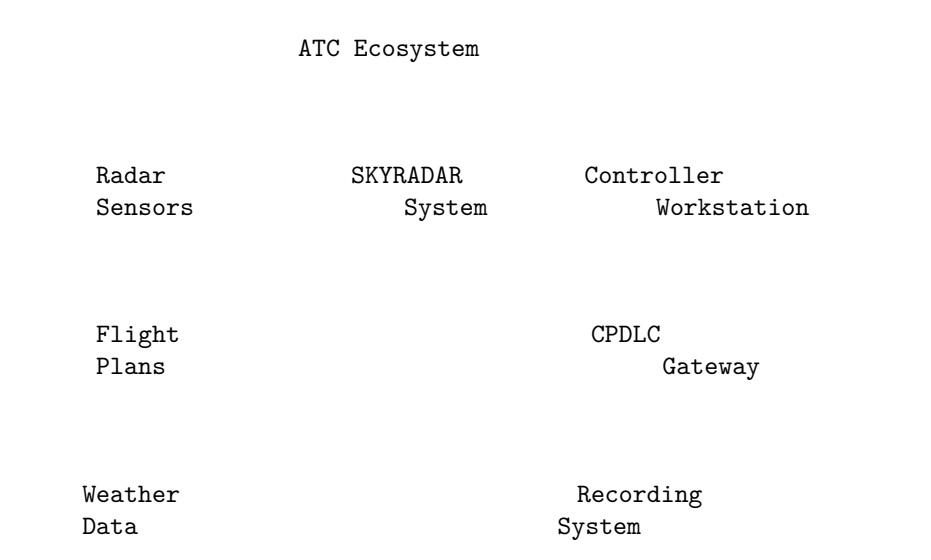 ATC Ecosystem
Radar SKYRADAR Controller
Sensors System Workstation
Flight CPDLC
Plans Gateway
Weather Recording
Data System